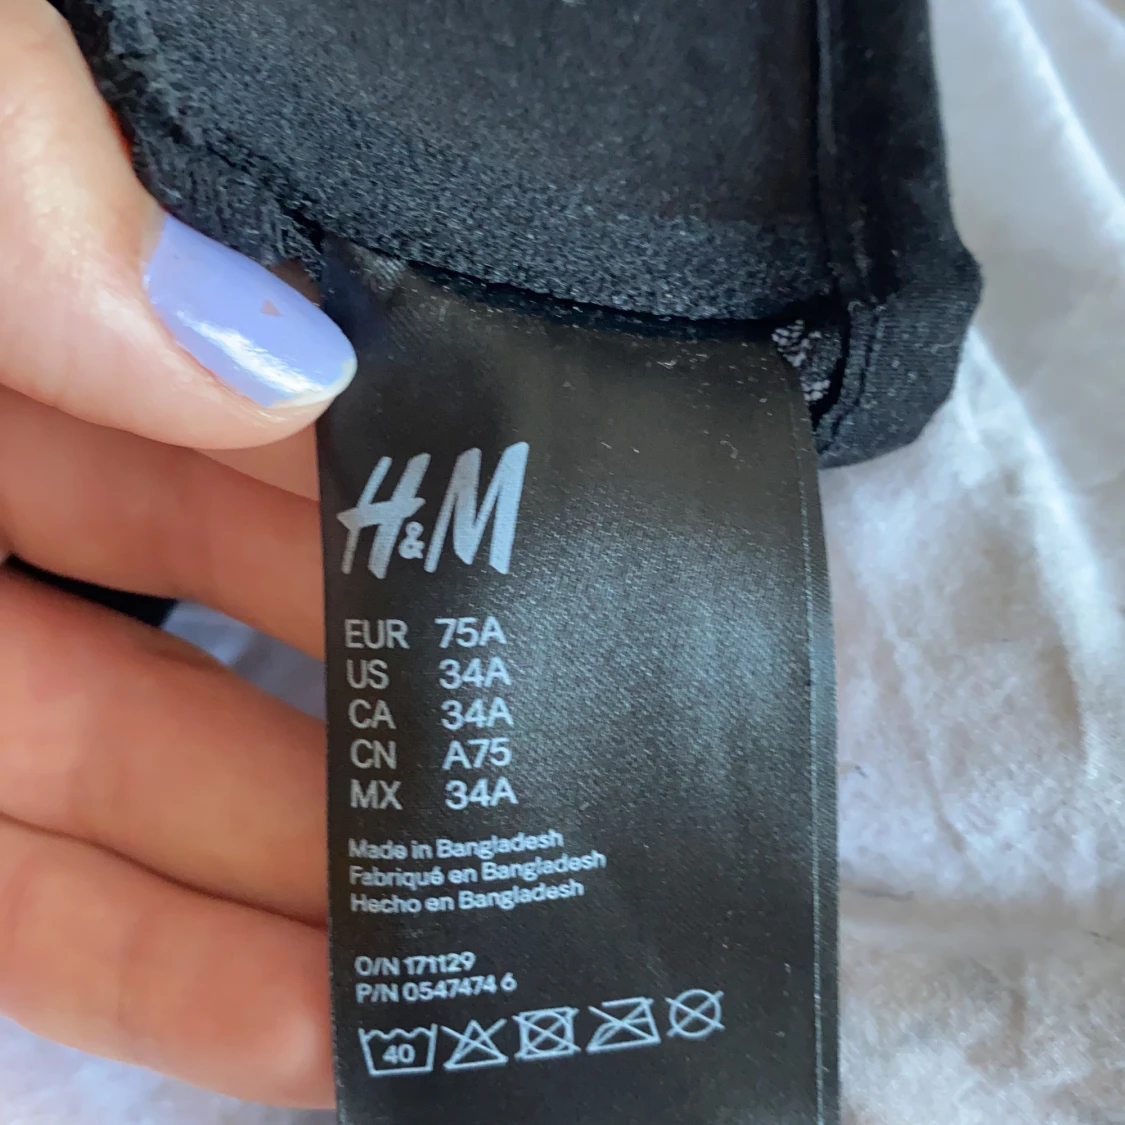 H&M
EUR 75A
US 34A
CA 34A
CN A75
MX 34A
Made in Bangladesh
Fabriqué en Bangladesh
Hecho en Bangladesh
O/N 171129
P/N 0547474 6
40